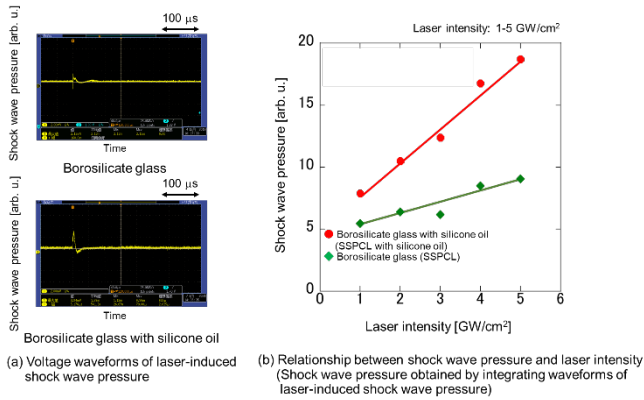 100 μs
Shock wave pressure [arb. u.]
Time
Borosilicate glass
100 μs
Shock wave pressure [arb. u.]
Time
Borosilicate glass with silicone oil
(a) Voltage waveforms of laser-induced
shock wave pressure
Laser intensity: 1-5 GW/cm²
Shock wave pressure [arb. u.]
20
15
10
5
0
Borosilicate glass with silicone oil
(SSPCL with silicone oil)
Borosilicate glass (SSPCL)
0 1 2 3 4 5 6
Laser intensity [GW/cm²]
(b) Relationship between shock wave pressure and laser intensity
(Shock wave pressure obtained by integrating waveforms of
laser-induced shock wave pressure)